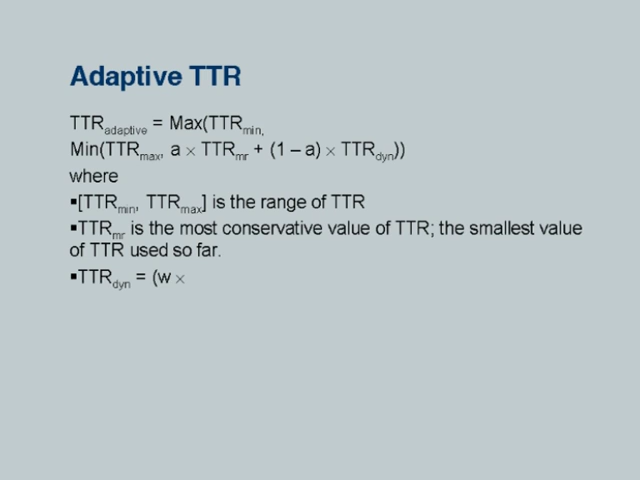 Adaptive TTR
TTRadaptive = Max(TTRmin,
Min(TTRmax, a × TTRmr + (1 – a) × TTRdyn))
where
▪[TTRmin, TTRmax] is the range of TTR
▪TTRmr is the most conservative value of TTR; the smallest value
of TTR used so far.
▪TTRdyn = (w ×